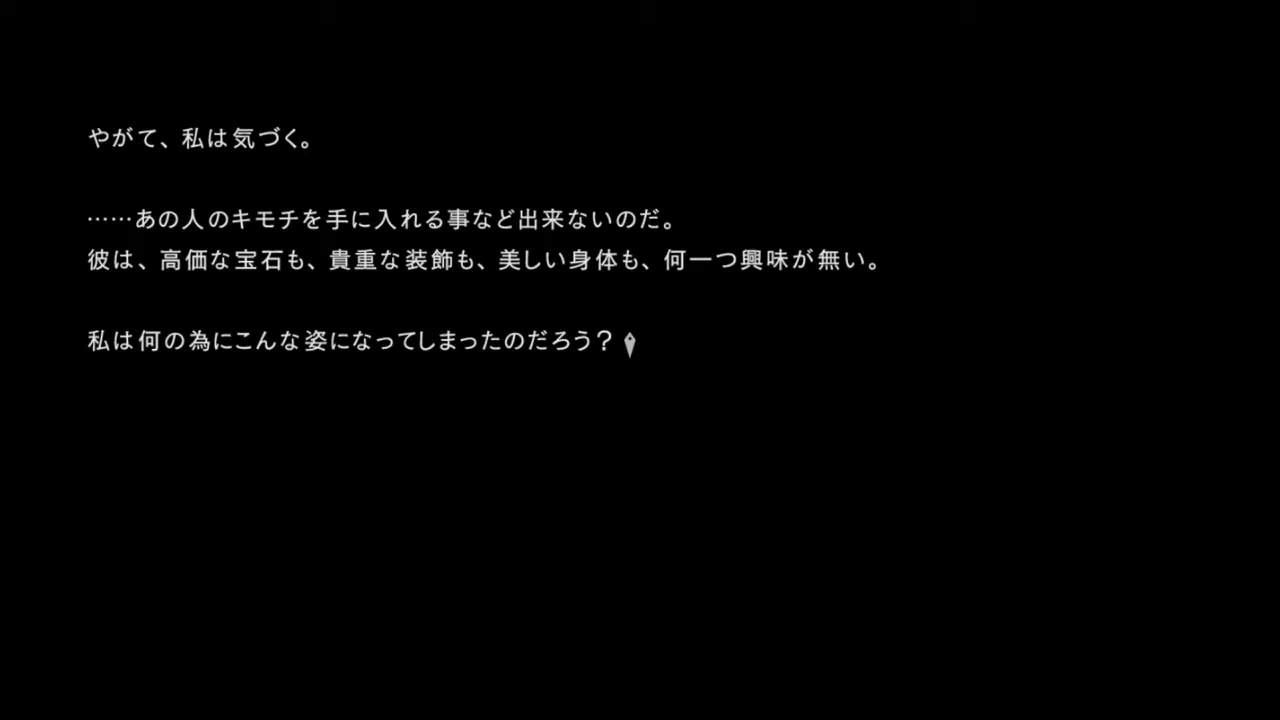 やがて、私は気づく。
……あの人のキモチを手に入れる事など出来ないのだ。
彼は、高価な宝石も、貴重な装飾も、美しい身体も、何一つ興味が無い。
私は何の為にこんな姿になってしまったのだろう？